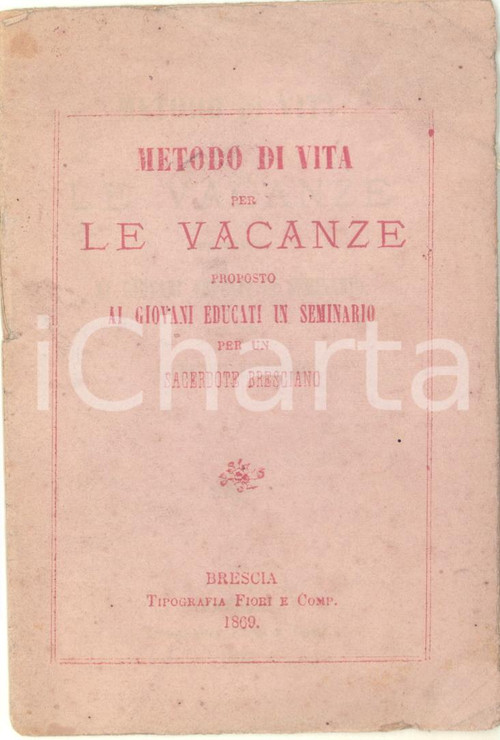 METODO DI VITA
PER
LE VACANZE
PROPOSTO
AI GIOVANI EDUCATI IN SEMINARIO
PER UN
SACERDOTE BRESCIANO
iCharta
BRESCIA
TIPOGRAFIA FIORI E COMP.
1869.